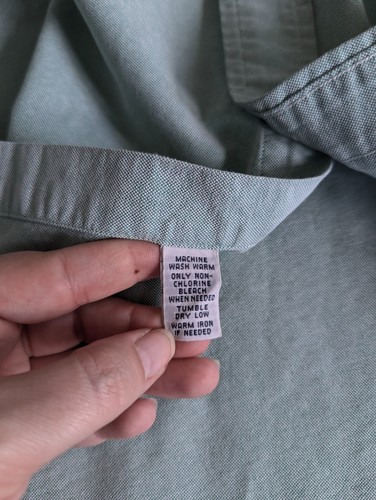 MACHINE
WASH WARM
ONLY NON-
CHLORINE
BLEACH
WHEN NEEDED
TUMBLE
DRY LOW
WARM IRON
IF NEEDED